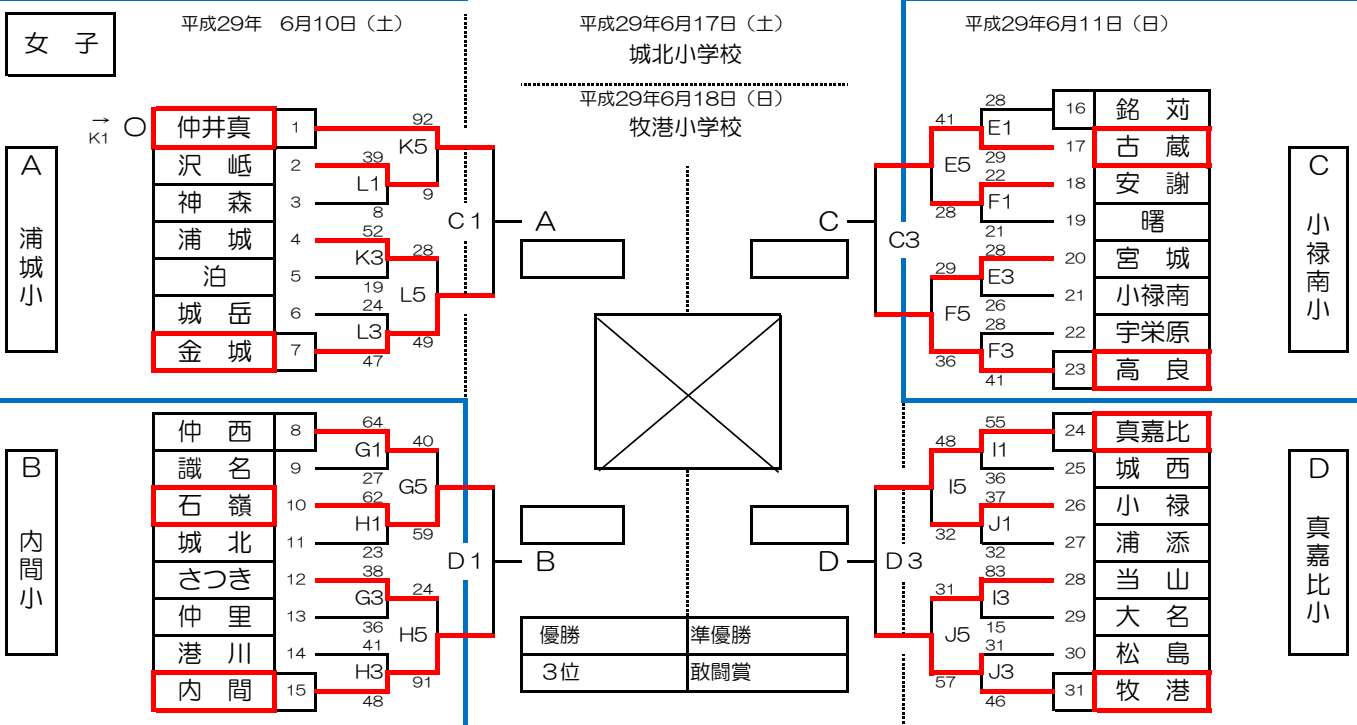 女　子
平成29年　6月10日（土）
平成29年6月17日（土）
城北小学校
平成29年6月18日（日）
牧港小学校
平成29年6月11日（日）
A　浦城小
→
K1
○
仲井真 1
沢　岻 2
神　森 3
浦　城 4
泊 5
城　岳 6
金　城 7
92
K5
9
39
L1
8
52
K3
19
28
L5
49
24
L3
47
C1
A
B　内間小
仲　西 8
識　名 9
石　嶺 10
城　北 11
さつき 12
仲　里 13
港　川 14
内　間 15
64
G1
27
40
G5
59
62
H1
23
38
G3
36
24
H5
91
41
H3
48
D1
B
C　小禄南小
16 銘　苅
17 古　蔵
18 安　謝
19 曙
20 宮　城
21 小禄南
22 宇栄原
23 高　良
28
E1
29
41
E5
28
22
F1
21
28
E3
26
29
F5
36
28
F3
41
C3
C
D　真嘉比小
24 真嘉比
25 城　西
26 小　禄
27 浦　添
28 当　山
29 大　名
30 松　島
31 牧　港
55
I1
36
48
I5
32
37
J1
32
83
I3
15
31
J5
57
31
J3
46
D3
D
優勝 準優勝
３位 敢闘賞